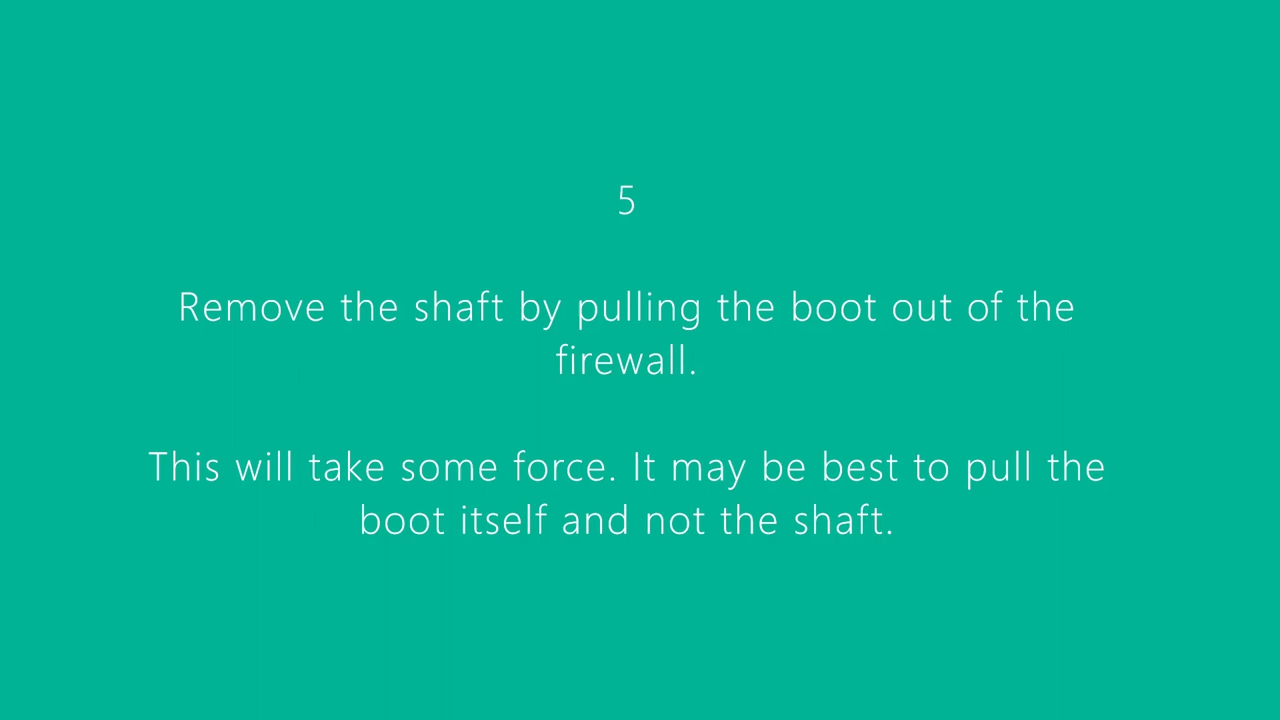 5
Remove the shaft by pulling the boot out of the
firewall.
This will take some force. It may be best to pull the
boot itself and not the shaft.